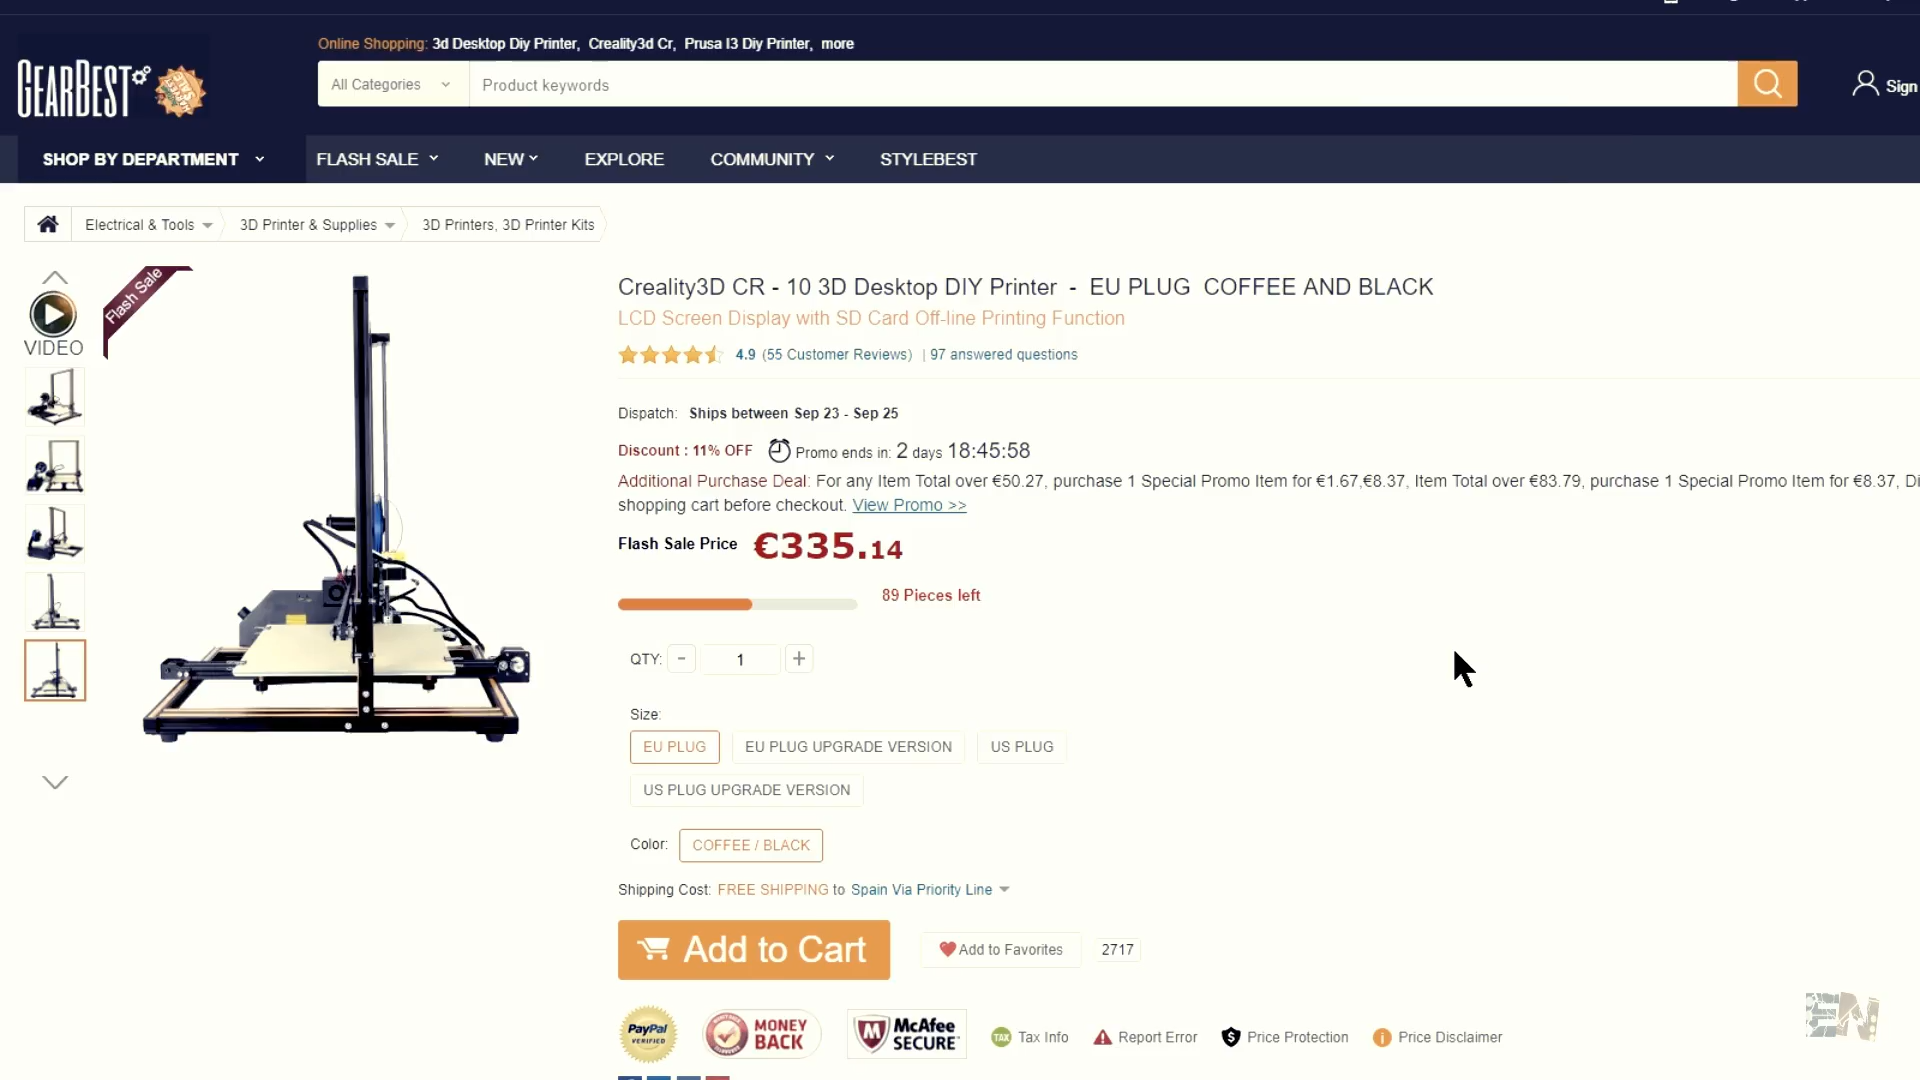 Online Shopping: 3d Desktop Diy Printer, Creality3d Cr, Prusa I3 Diy Printer, more
GEARBEST
All Categories
Product keywords
Sign
SHOP BY DEPARTMENT
FLASH SALE
NEW
EXPLORE
COMMUNITY
STYLEBEST
Electrical & Tools
3D Printer & Supplies
3D Printers, 3D Printer Kits
Flash Sale
VIDEO
Creality3D CR - 10 3D Desktop DIY Printer - EU PLUG COFFEE AND BLACK
LCD Screen Display with SD Card Off-line Printing Function
4.9 (55 Customer Reviews) | 97 answered questions
Dispatch: Ships between Sep 23 - Sep 25
Discount : 11% OFF Promo ends in: 2 days 18:45:58
Additional Purchase Deal: For any Item Total over €50.27, purchase 1 Special Promo Item for €1.67,€8.37, Item Total over €83.79, purchase 1 Special Promo Item for €8.37, Di
shopping cart before checkout. View Promo >>
Flash Sale Price €335.14
89 Pieces left
QTY: - 1 +
Size:
EU PLUG
EU PLUG UPGRADE VERSION
US PLUG
US PLUG UPGRADE VERSION
Color: COFFEE / BLACK
Shipping Cost: FREE SHIPPING to Spain Via Priority Line
Add to Cart
Add to Favorites
2717
PayPal
VERIFIED
MONEY
BACK
McAfee
SECURE
TAX
Tax Info
Report Error
Price Protection
Price Disclaimer
EN